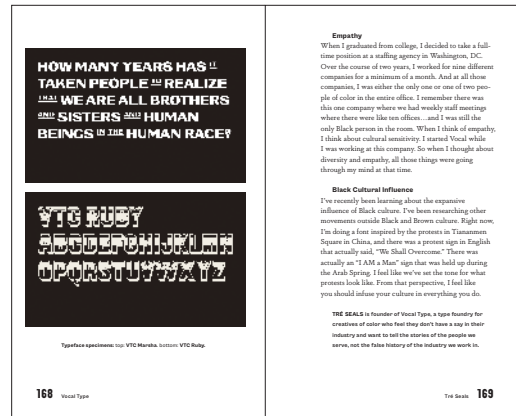 HOW MANY YEARS HAS IT
TAKEN PEOPLE TO REALIZE
THAT WE ARE ALL BROTHERS
AND SISTERS AND HUMAN
BEINGS IN THE HUMAN RACE?
VTC RUBY
ABCDEFGHIJKLMN
OPQRSTUVWXYZ
Typeface specimens: top: VTC Marsha. bottom: VTC Ruby.
168 Vocal Type
Empathy
When I graduated from college, I decided to take a full-
time position at a staffing agency in Washington, DC.
Over the course of two years, I worked for nine different
companies for a minimum of a month. And at all those
companies, I was either the only one or one of two peo-
ple of color in the entire office. I remember there was
this one company where we had weekly staff meetings
where there were like ten offices…and I was still the
only Black person in the room. When I think of empathy,
I think about cultural sensitivity. I started Vocal while
I was working at this company. So when I thought about
diversity and empathy, all those things were going
through my mind at that time.
Black Cultural Influence
I've recently been learning about the expansive
influence of Black culture. I've been researching other
movements outside Black and Brown culture. Right now,
I'm doing a font inspired by the protests in Tiananmen
Square in China, and there was a protest sign in English
that actually said, "We Shall Overcome." There was
actually an "I AM a Man" sign that was held up during
the Arab Spring. I feel like we've set the tone for what
protests look like. From that perspective, I feel like
you should infuse your culture in everything you do.
TRÉ SEALS is founder of Vocal Type, a type foundry for
creatives of color who feel they don't have a say in their
industry and want to tell the stories of the people we
serve, not the false history of the industry we work in.
Tré Seals 169